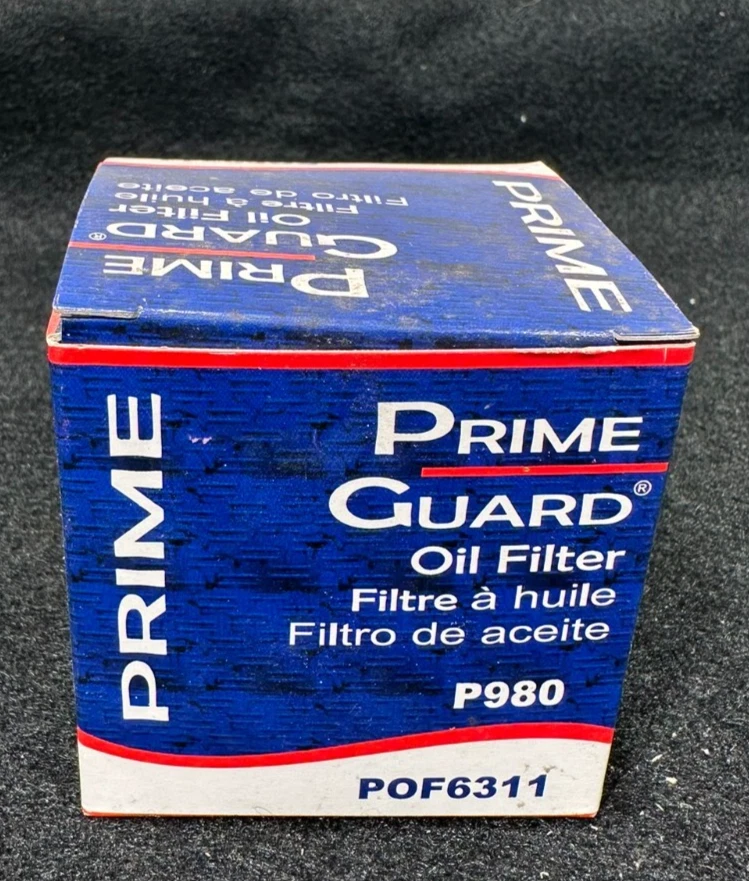 Filtro de aceite
Filtre à huile
Oil Filter
GUARD®
PRIME
PRIME
PRIME
PRIME
GUARD®
Oil Filter
Filtre à huile
Filtro de aceite
P980
POF6311